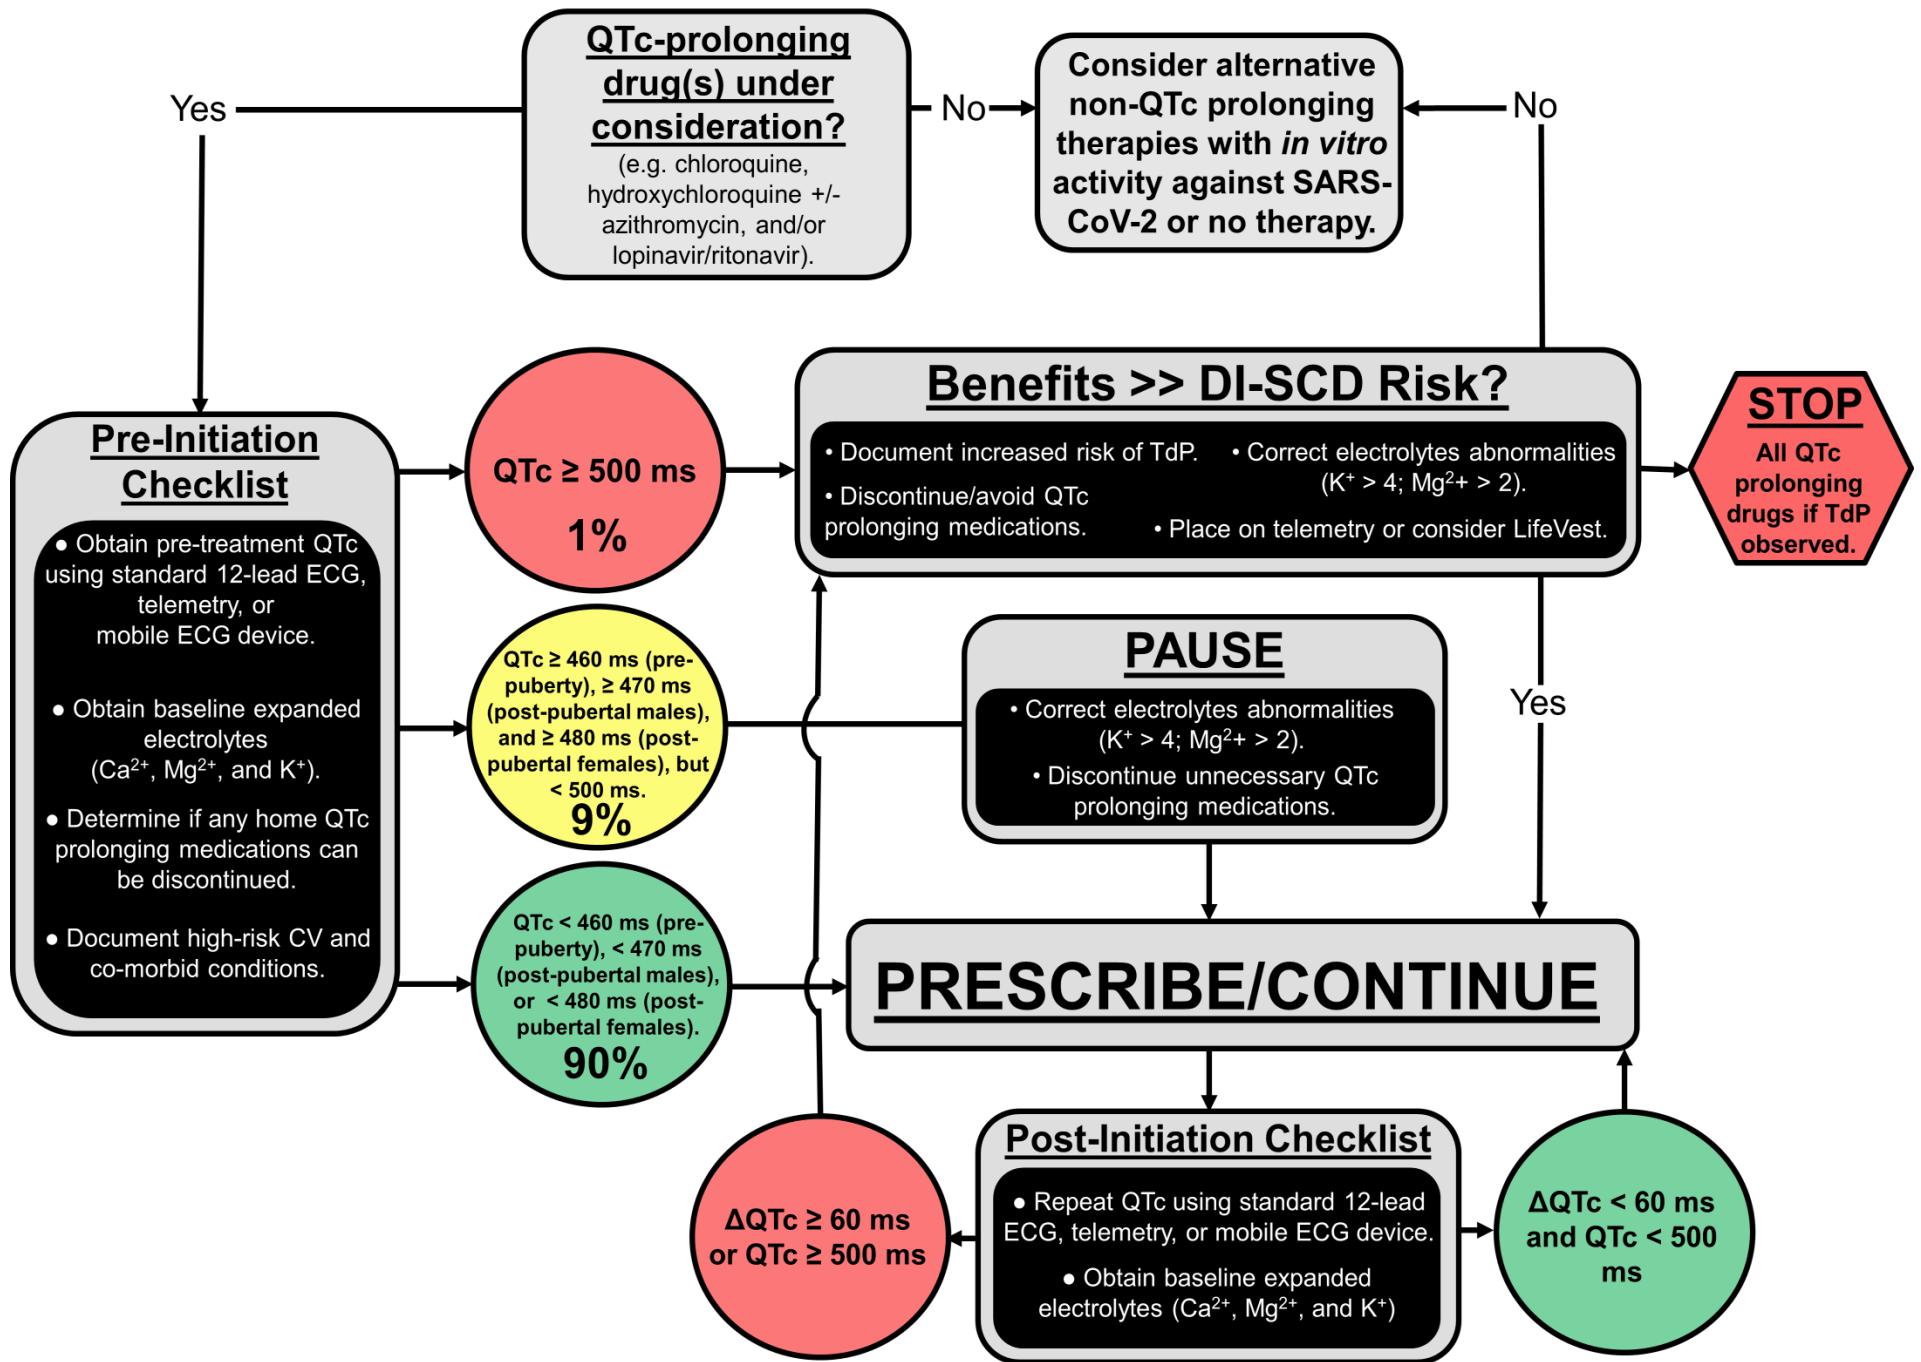 QTc-prolonging
drug(s) under
consideration?
(e.g. chloroquine,
hydroxychloroquine +/-
azithromycin, and/or
lopinavir/ritonavir).
Yes
No
Consider alternative
non-QTc prolonging
therapies with in vitro
activity against SARS-
CoV-2 or no therapy.
No
Pre-Initiation
Checklist
● Obtain pre-treatment QTc
using standard 12-lead ECG,
telemetry, or
mobile ECG device.
● Obtain baseline expanded
electrolytes
(Ca²⁺, Mg²⁺, and K⁺).
● Determine if any home QTc
prolonging medications can
be discontinued.
● Document high-risk CV and
co-morbid conditions.
QTc ≥ 500 ms
1%
QTc ≥ 460 ms (pre-
puberty), ≥ 470 ms
(post-pubertal males),
and ≥ 480 ms (post-
pubertal females), but
< 500 ms.
9%
QTc < 460 ms (pre-
puberty), < 470 ms
(post-pubertal males),
or < 480 ms (post-
pubertal females).
90%
Benefits >> DI-SCD Risk?
• Document increased risk of TdP.
• Discontinue/avoid QTc
prolonging medications.
• Correct electrolytes abnormalities
(K⁺ > 4; Mg²+ > 2).
• Place on telemetry or consider LifeVest.
STOP
All QTc
prolonging
drugs if TdP
observed.
PAUSE
• Correct electrolytes abnormalities
(K⁺ > 4; Mg²+ > 2).
• Discontinue unnecessary QTc
prolonging medications.
Yes
PRESCRIBE/CONTINUE
Post-Initiation Checklist
● Repeat QTc using standard 12-lead
ECG, telemetry, or mobile ECG device.
● Obtain baseline expanded
electrolytes (Ca²⁺, Mg²⁺, and K⁺)
ΔQTc ≥ 60 ms
or QTc ≥ 500 ms
ΔQTc < 60 ms
and QTc < 500
ms